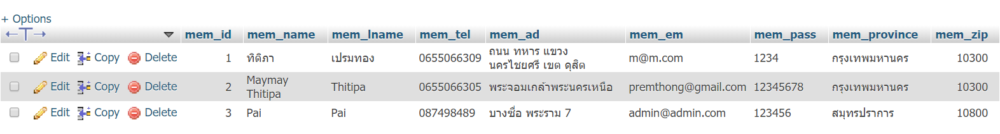 + Options
←T→ mem_id mem_name mem_lname mem_tel mem_ad mem_em mem_pass mem_province mem_zip
Edit Copy Delete 1 ทิติภา เปรมทอง 0655066309 ถนน ทหาร แขวง นครไชยศรี เขต ดุสิต m@m.com 1234 กรุงเทพมหานคร 10300
Edit Copy Delete 2 Maymay Thitipa Thitipa 0655066305 พระจอมเกล้าพระนครเหนือ premthong@gmail.com 12345678 กรุงเทพมหานคร 10300
Edit Copy Delete 3 Pai Pai 087498489 บางซื่อ พระราม 7 admin@admin.com 123456 สมุทรปราการ 10800